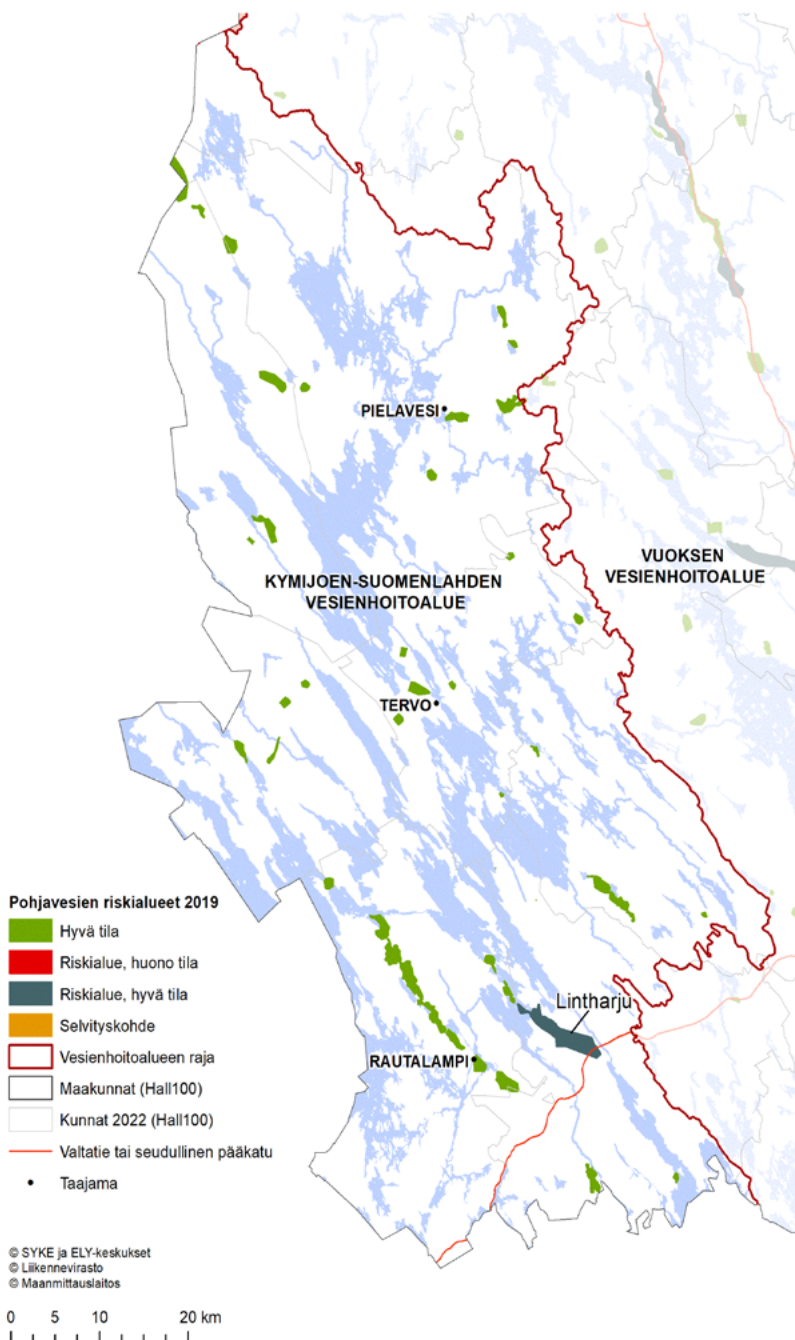 PIELAVESI
VUOKSEN
VESIENHOITOALUE
KYMIJOEN-SUOMENLAHDEN
VESIENHOITOALUE
TERVO
Lintharju
RAUTALAMPI
Pohjavesien riskialueet 2019
Hyvä tila
Riskialue, huono tila
Riskialue, hyvä tila
Selvityskohde
Vesienhoitoalueen raja
Maakunnat (Hall100)
Kunnat 2022 (Hall100)
Valtatie tai seudullinen pääkatu
Taajama
© SYKE ja ELY-keskukset
© Liikennevirasto
© Maanmittauslaitos
0 5 10 20 km